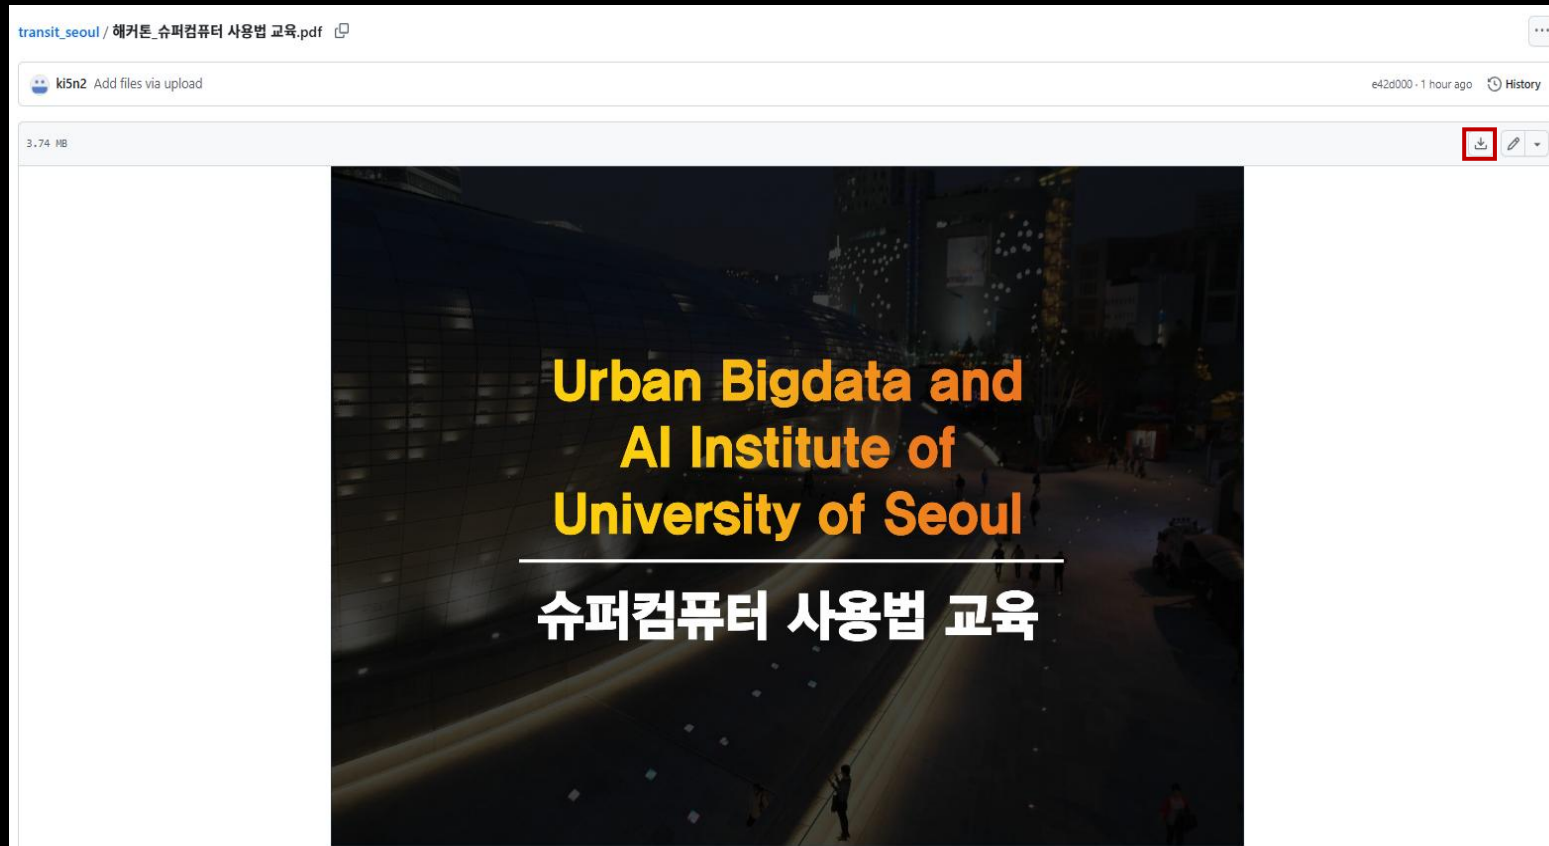 transit_seoul / 해커톤_슈퍼컴퓨터 사용법 교육.pdf
ki5n2 Add files via upload
e42d000 · 1 hour ago History
3.74 MB
Urban Bigdata and
AI Institute of
University of Seoul
슈퍼컴퓨터 사용법 교육